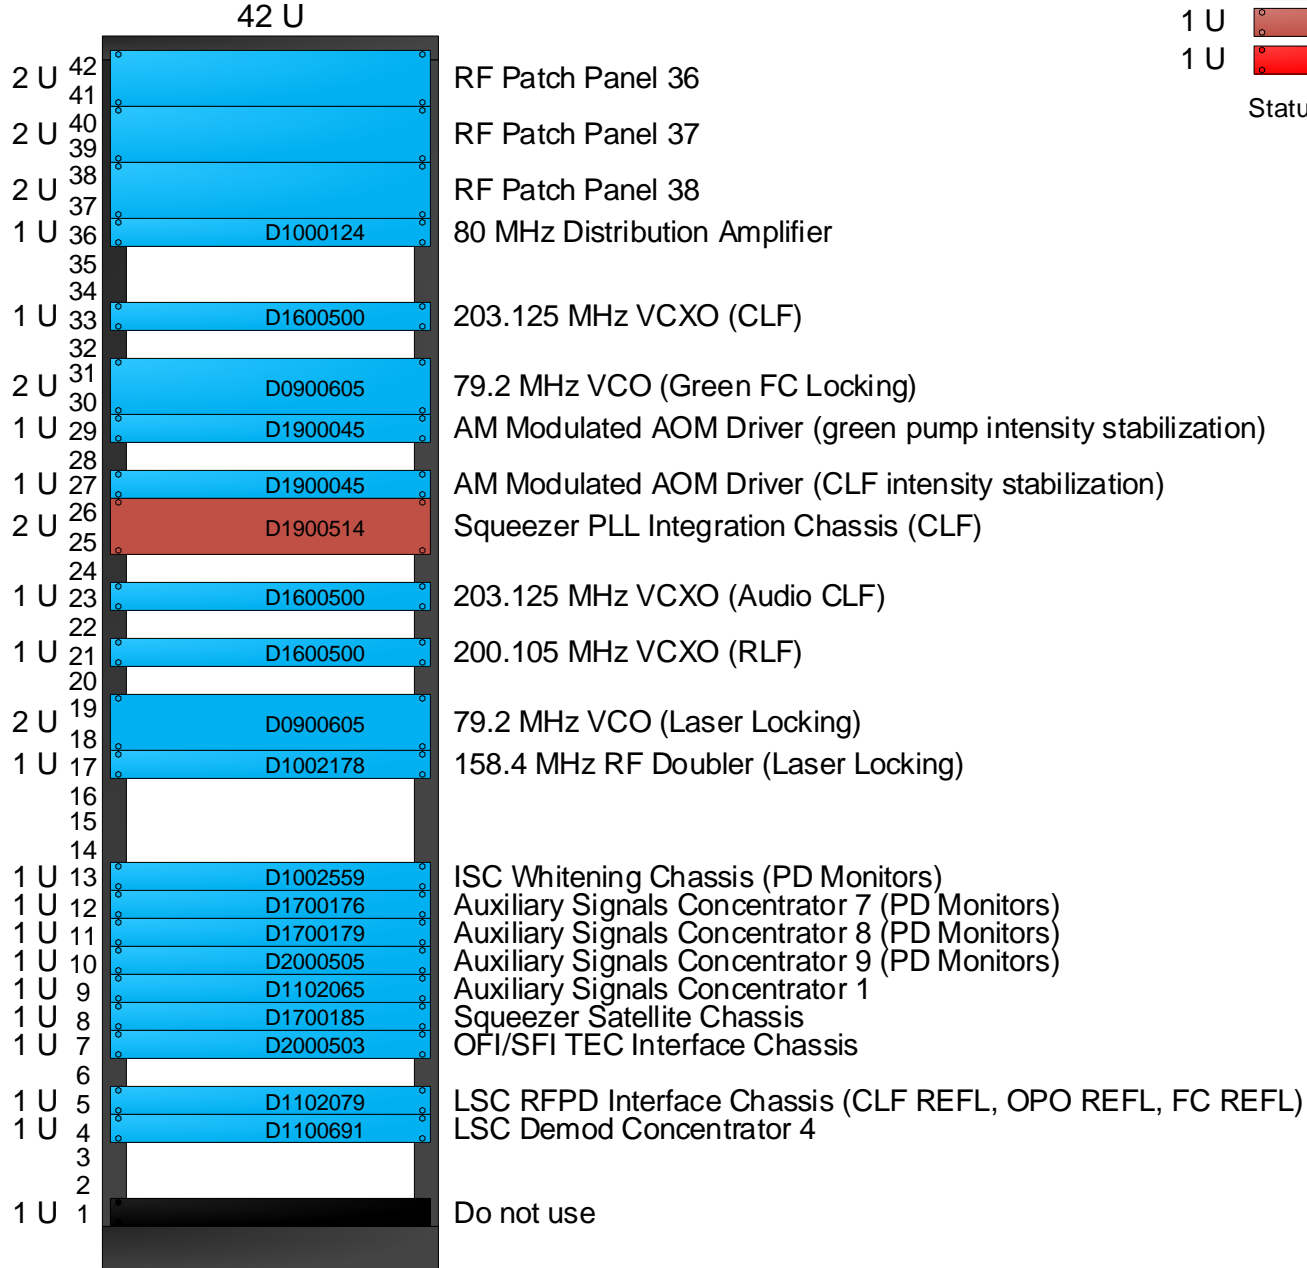 42 U
1 U
1 U
Statu
2 U 42 41 RF Patch Panel 36
2 U 40 39 RF Patch Panel 37
2 U 38 37 RF Patch Panel 38
1 U 36 D1000124 80 MHz Distribution Amplifier
35
34
1 U 33 D1600500 203.125 MHz VCXO (CLF)
32
2 U 31 30 D0900605 79.2 MHz VCO (Green FC Locking)
1 U 29 D1900045 AM Modulated AOM Driver (green pump intensity stabilization)
28
1 U 27 D1900045 AM Modulated AOM Driver (CLF intensity stabilization)
2 U 26 25 D1900514 Squeezer PLL Integration Chassis (CLF)
24
1 U 23 D1600500 203.125 MHz VCXO (Audio CLF)
22
1 U 21 D1600500 200.105 MHz VCXO (RLF)
20
2 U 19 18 D0900605 79.2 MHz VCO (Laser Locking)
1 U 17 D1002178 158.4 MHz RF Doubler (Laser Locking)
16
15
14
1 U 13 D1002559 ISC Whitening Chassis (PD Monitors)
1 U 12 D1700176 Auxiliary Signals Concentrator 7 (PD Monitors)
1 U 11 D1700179 Auxiliary Signals Concentrator 8 (PD Monitors)
1 U 10 D2000505 Auxiliary Signals Concentrator 9 (PD Monitors)
1 U 9 D1102065 Auxiliary Signals Concentrator 1
1 U 8 D1700185 Squeezer Satellite Chassis
1 U 7 D2000503 OFI/SFI TEC Interface Chassis
6
1 U 5 D1102079 LSC RFPD Interface Chassis (CLF REFL, OPO REFL, FC REFL)
1 U 4 D1100691 LSC Demod Concentrator 4
3
2
1 U 1 Do not use